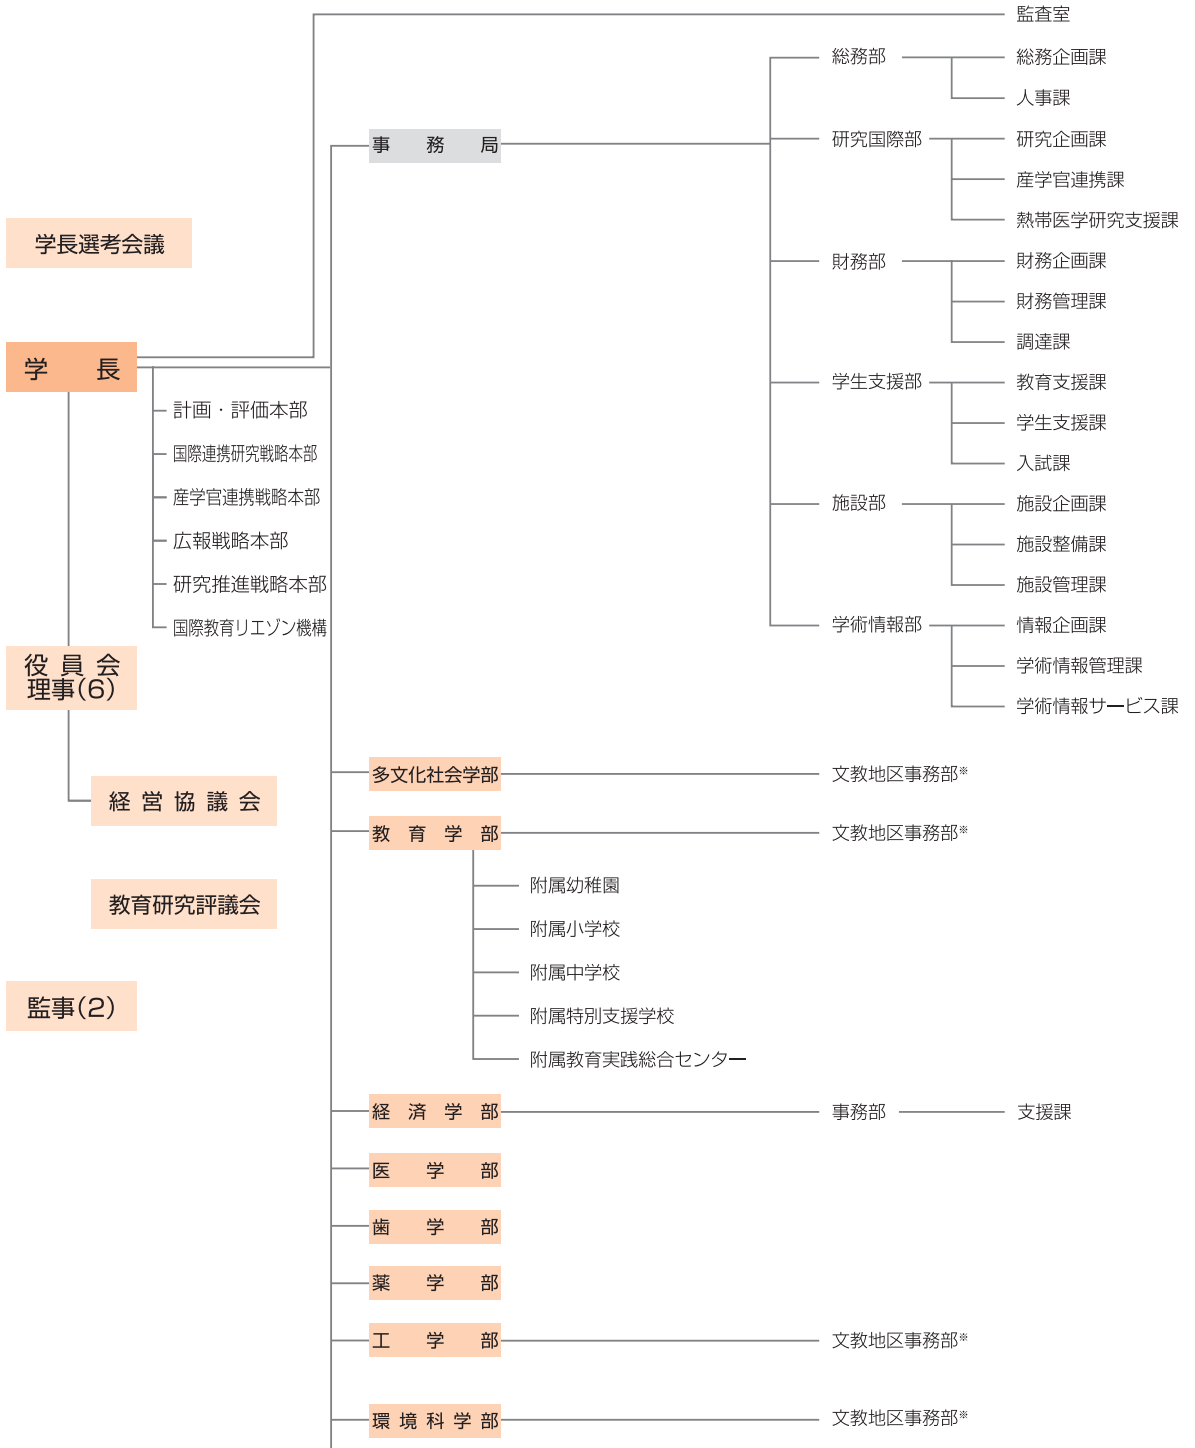 監査室
総務部
総務企画課
人事課
事務局
研究国際部
研究企画課
産学官連携課
熱帯医学研究支援課
学長選考会議
財務部
財務企画課
財務管理課
調達課
学長
学生支援部
教育支援課
学生支援課
入試課
計画・評価本部
国際連携研究戦略本部
産学官連携戦略本部
広報戦略本部
研究推進戦略本部
国際教育リエゾン機構
施設部
施設企画課
施設整備課
施設管理課
学術情報部
情報企画課
学術情報管理課
学術情報サービス課
役員会
理事(6)
多文化社会学部
文教地区事務部※
経営協議会
教育学部
文教地区事務部※
附属幼稚園
教育研究評議会
附属小学校
附属中学校
監事(2)
附属特別支援学校
附属教育実践総合センター
経済学部
事務部
支援課
医学部
歯学部
薬学部
工学部
文教地区事務部※
環境科学部
文教地区事務部※